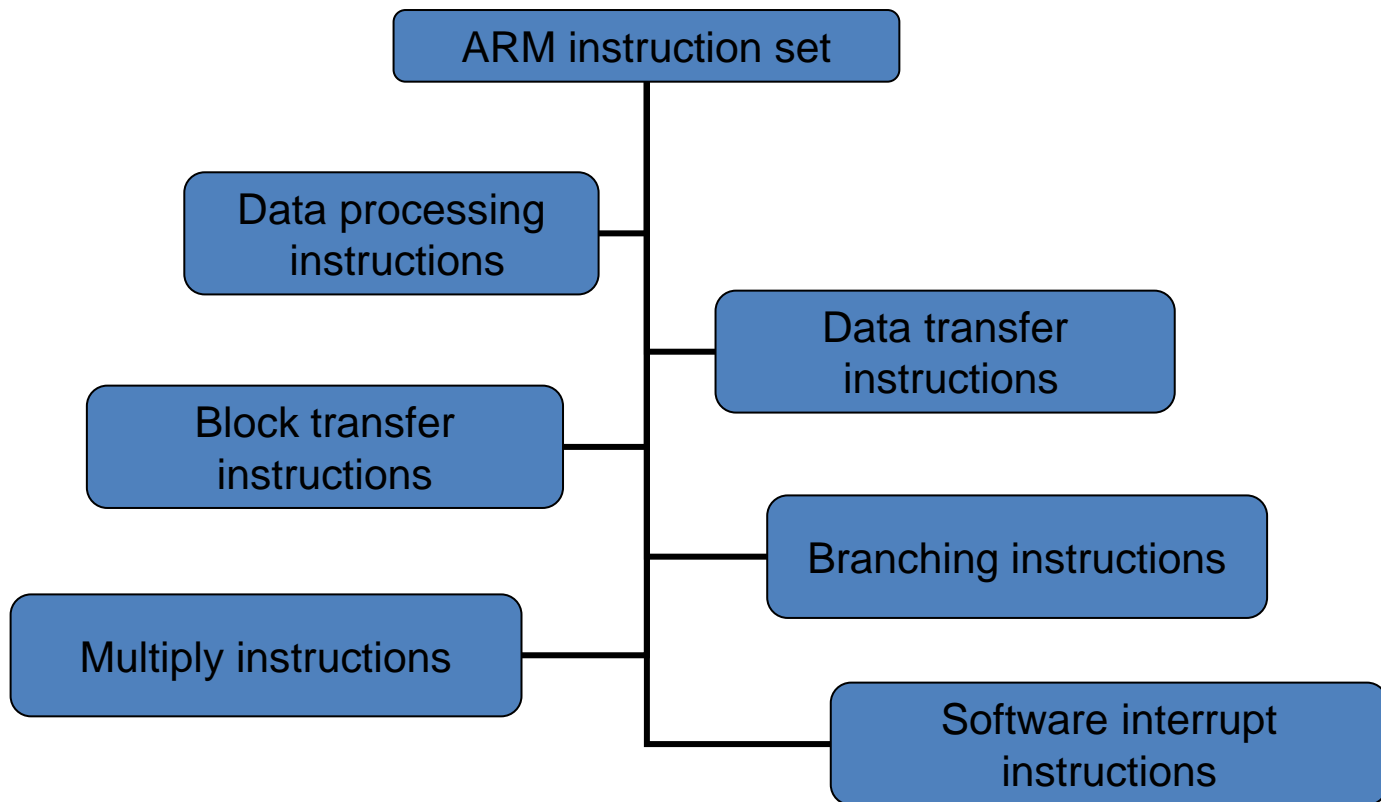 ARM instruction set
Data processing
instructions
Data transfer
instructions
Block transfer
instructions
Branching instructions
Multiply instructions
Software interrupt
instructions